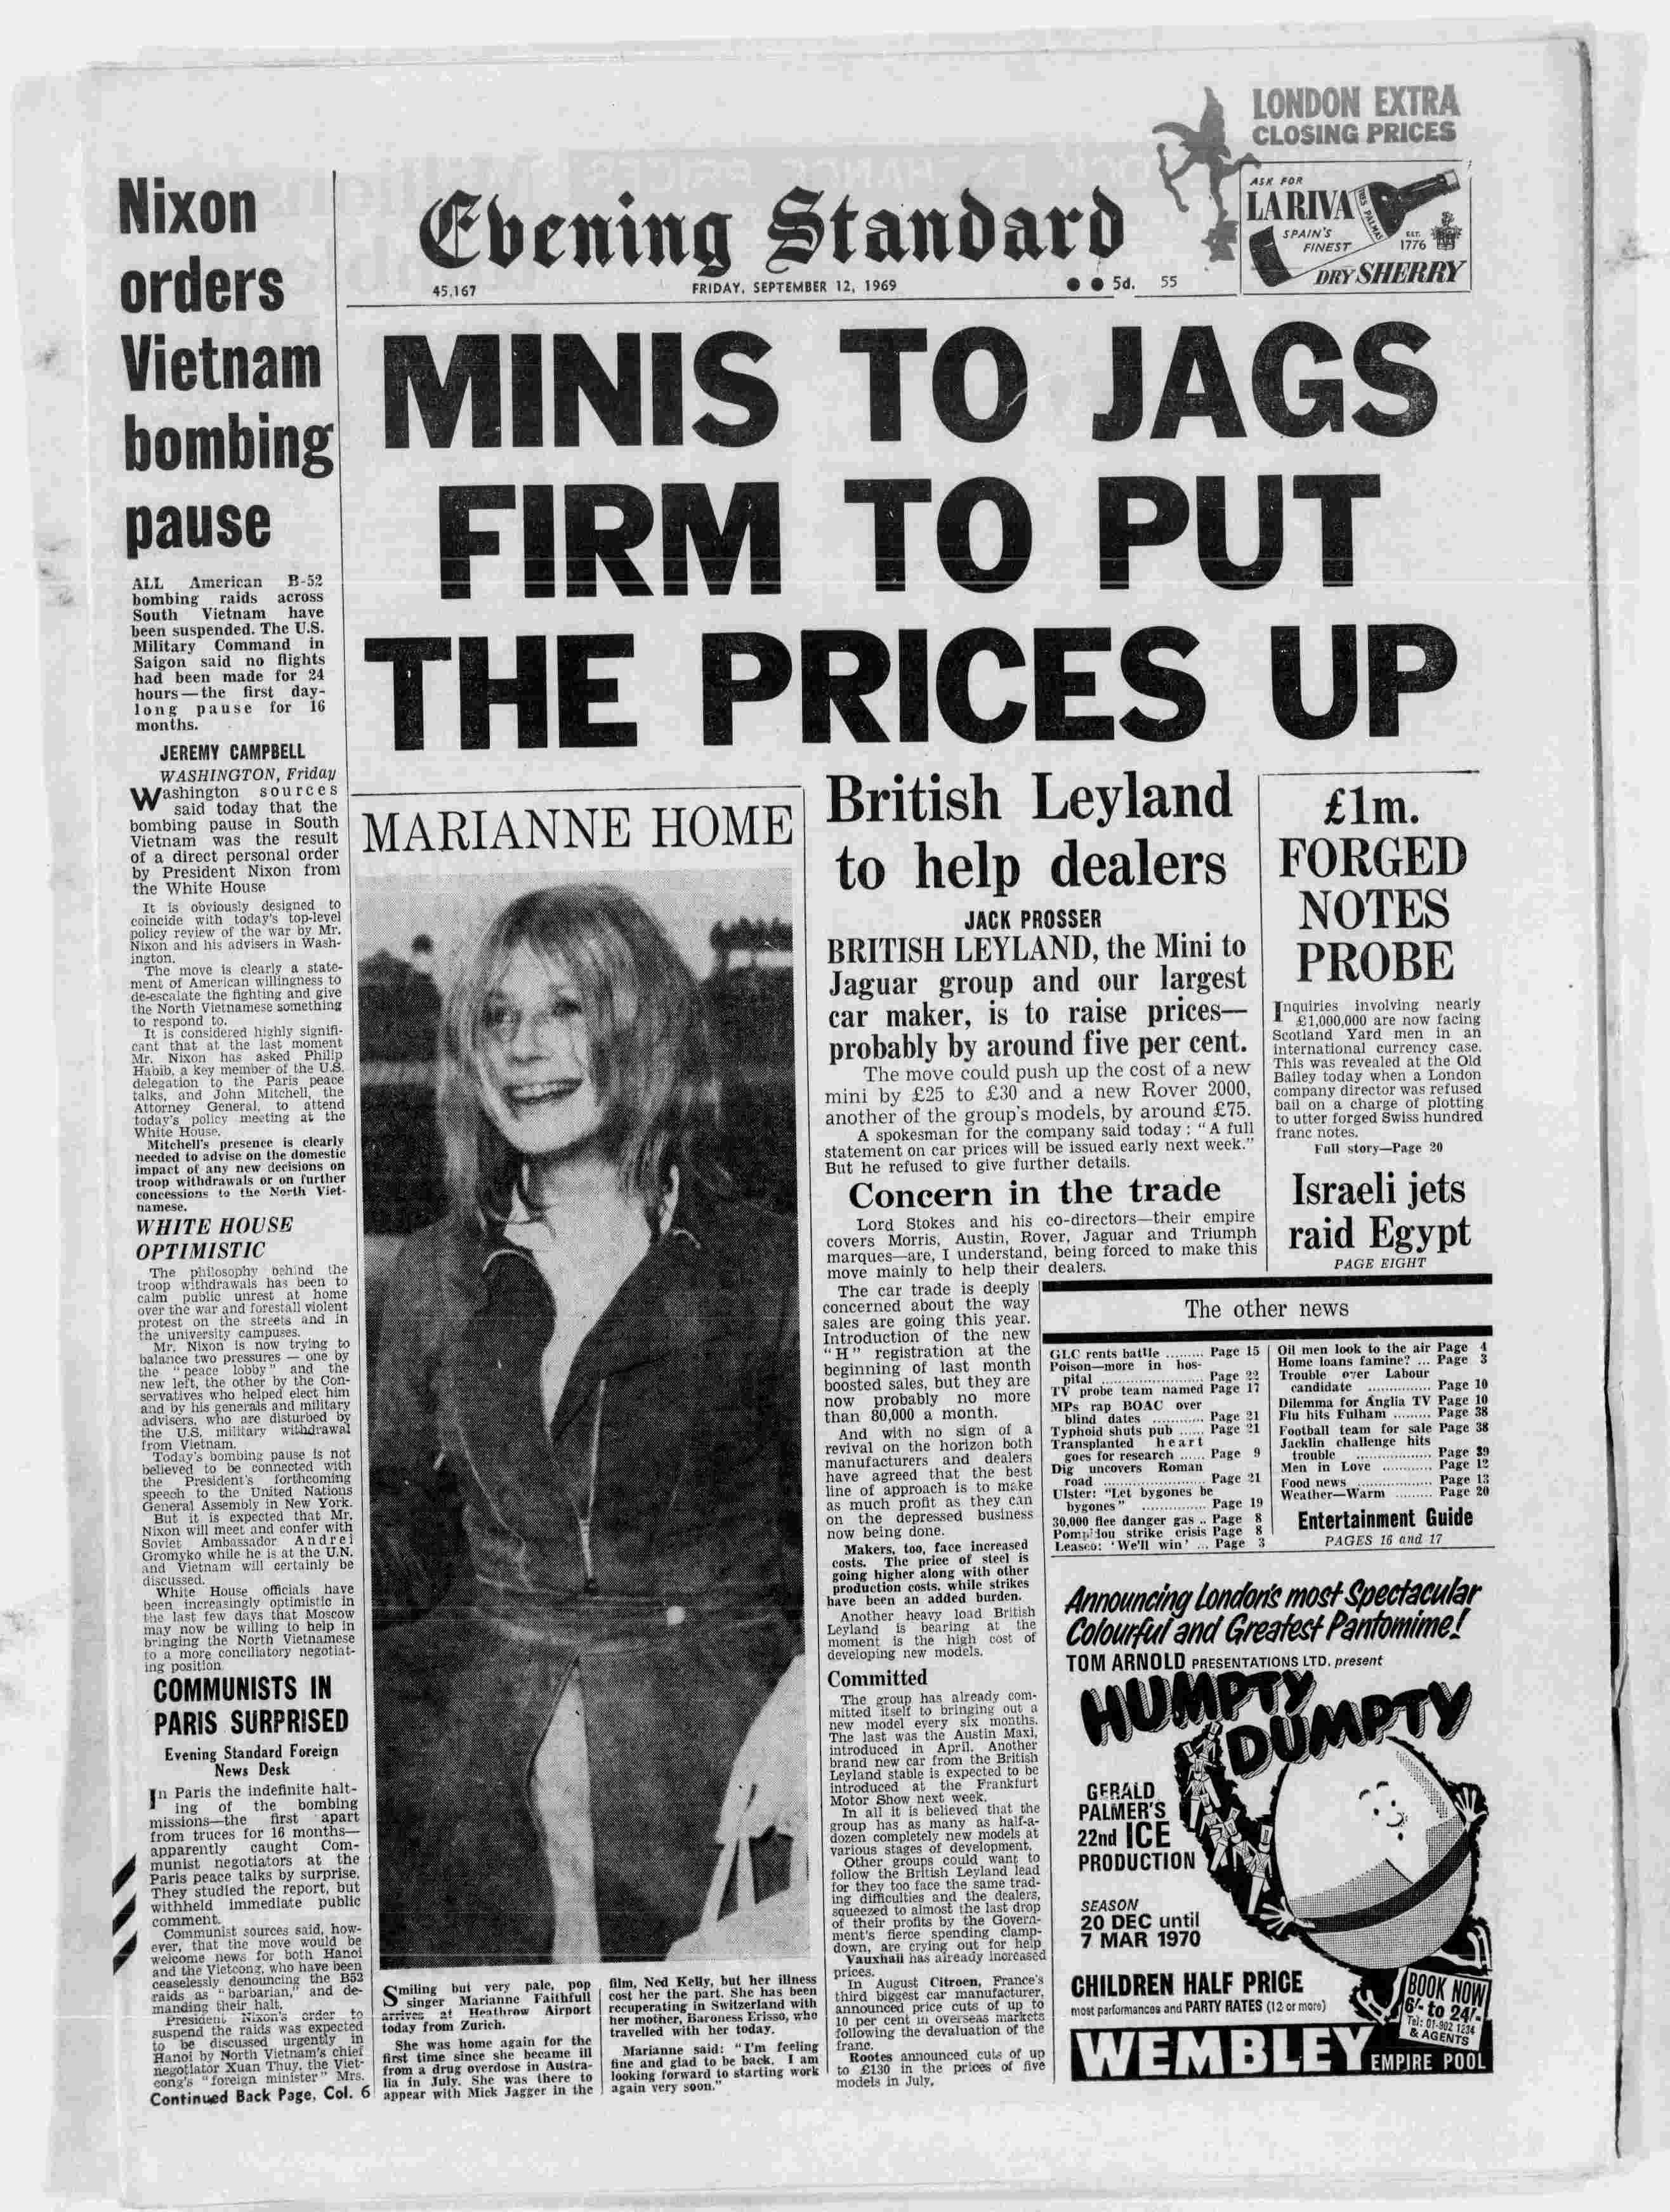 LONDON EXTRA
CLOSING PRICES
ASK FOR
LA RIVA
TRES PALMAS
SPAIN'S
FINEST
EST.
1776
DRY SHERRY
Evening Standard
45,167
FRIDAY, SEPTEMBER 12, 1969
5d.
55
Nixon
orders
Vietnam
bombing
pause
ALL American B-52
bombing raids across
South Vietnam have
been suspended. The U.S.
Military Command in
Saigon said no flights
had been made for 24
hours—the first day-
long pause for 16
months.
JEREMY CAMPBELL
WASHINGTON, Friday
Washington sources
said today that the
bombing pause in South
Vietnam was the result
of a direct personal order
by President Nixon from
the White House
It is obviously designed to
coincide with today's top-level
policy review of the war by Mr.
Nixon and his advisers in Wash-
ington.
The move is clearly a state-
ment of American willingness to
de-escalate the fighting and give
the North Vietnamese something
to respond to.
It is considered highly signifi-
cant that at the last moment
Mr. Nixon has asked Philip
Habib, a key member of the U.S.
delegation to the Paris peace
talks, and John Mitchell, the
Attorney General, to attend
today's policy meeting at the
White House.
Mitchell's presence is clearly
needed to advise on the domestic
impact of any new decisions on
troop withdrawals or on further
concessions to the North Viet-
namese.
WHITE HOUSE
OPTIMISTIC
The philosophy behind the
troop withdrawals has been to
calm public unrest at home
over the war and forestall violent
protest on the streets and in
the university campuses.
Mr. Nixon is now trying to
balance two pressures — one by
the "peace lobby" and the
new left, the other by the Con-
servatives who helped elect him
and by his generals and military
advisers, who are disturbed by
the U.S. military withdrawal
from Vietnam.
Today's bombing pause is not
believed to be connected with
the President's forthcoming
speech to the United Nations
General Assembly in New York.
But it is expected that Mr.
Nixon will meet and confer with
Soviet Ambassador Andrei
Gromyko while he is at the U.N.
and Vietnam will certainly be
discussed.
White House officials have
been increasingly optimistic in
the last few days that Moscow
may now be willing to help in
bringing the North Vietnamese
to a more conciliatory negotiat-
ing position
COMMUNISTS IN
PARIS SURPRISED
Evening Standard Foreign
News Desk
In Paris the indefinite halt-
ing of the bombing
missions—the first apart
from truces for 16 months—
apparently caught Com-
munist negotiators at the
Paris peace talks by surprise.
They studied the report, but
withheld immediate public
comment.
Communist sources said, how-
ever, that the move would be
welcome news for both Hanoi
and the Vietcong, who have been
ceaselessly denouncing the B52
raids as "barbarian," and de-
manding their halt.
President Nixon's order to
suspend the raids was expected
to be discussed urgently in
Hanoi by North Vietnam's chief
negotiator Xuan Thuy, the Viet-
cong's "foreign minister" Mrs.
Continued Back Page, Col. 6
MINIS TO JAGS
FIRM TO PUT
THE PRICES UP
MARIANNE HOME
Smiling but very pale, pop
singer Marianne Faithfull
arrives at Heathrow Airport
today from Zurich.
She was home again for the
first time since she became ill
from a drug overdose in Austra-
lia in July. She was there to
appear with Mick Jagger in the
film, Ned Kelly, but her illness
cost her the part. She has been
recuperating in Switzerland with
her mother, Baroness Erisso, who
travelled with her today.
Marianne said: "I'm feeling
fine and glad to be back. I am
looking forward to starting work
again very soon."
British Leyland
to help dealers
JACK PROSSER
BRITISH LEYLAND, the Mini to
Jaguar group and our largest
car maker, is to raise prices—
probably by around five per cent.
The move could push up the cost of a new
mini by £25 to £30 and a new Rover 2000,
another of the group's models, by around £75.
A spokesman for the company said today: "A full
statement on car prices will be issued early next week."
But he refused to give further details.
Concern in the trade
Lord Stokes and his co-directors—their empire
covers Morris, Austin, Rover, Jaguar and Triumph
marques—are, I understand, being forced to make this
move mainly to help their dealers.
The car trade is deeply
concerned about the way
sales are going this year.
Introduction of the new
"H" registration at the
beginning of last month
boosted sales, but they are
now probably no more
than 80,000 a month.
And with no sign of a
revival on the horizon both
manufacturers and dealers
have agreed that the best
line of approach is to make
as much profit as they can
on the depressed business
now being done.
Makers, too, face increased
costs. The price of steel is
going higher along with other
production costs, while strikes
have been an added burden.
Another heavy load British
Leyland is bearing at the
moment is the high cost of
developing new models.
Committed
The group has already com-
mitted itself to bringing out a
new model every six months.
The last was the Austin Maxi,
introduced in April. Another
brand new car from the British
Leyland stable is expected to be
introduced at the Frankfurt
Motor Show next week.
In all it is believed that the
group has as many as half-a-
dozen completely new models at
various stages of development.
Other groups could want to
follow the British Leyland lead
for they too face the same trad-
ing difficulties and the dealers,
squeezed to almost the last drop
of their profits by the Govern-
ment's fierce spending clamp-
down, are crying out for help
Vauxhall has already increased
prices.
In August Citroen, France's
third biggest car manufacturer,
announced price cuts of up to
10 per cent in overseas markets
following the devaluation of the
franc.
Rootes announced cuts of up
to £130 in the prices of five
models in July.
£1m.
FORGED
NOTES
PROBE
Inquiries involving nearly
£1,000,000 are now facing
Scotland Yard men in an
international currency case.
This was revealed at the Old
Bailey today when a London
company director was refused
bail on a charge of plotting
to utter forged Swiss hundred
franc notes.
Full story—Page 20
Israeli jets
raid Egypt
PAGE EIGHT
The other news
GLC rents battle ......... Page 15
Poison—more in hos-
pital ...................... Page 22
TV probe team named Page 17
MPs rap BOAC over
blind dates ............ Page 21
Typhoid shuts pub ...... Page 21
Transplanted heart
goes for research ...... Page 9
Dig uncovers Roman
road ...................... Page 21
Ulster: "Let bygones be
bygones" .............. Page 19
30,000 flee danger gas .. Page 8
Pompidou strike crisis Page 8
Leasco: 'We'll win' ... Page 3
Oil men look to the air Page 4
Home loans famine? ... Page 3
Trouble over Labour
candidate ............... Page 10
Dilemma for Anglia TV Page 10
Flu hits Fulham ......... Page 38
Football team for sale Page 38
Jacklin challenge hits
trouble .................. Page 39
Men in Love ............ Page 12
Food news .................. Page 13
Weather—Warm ......... Page 20
Entertainment Guide
PAGES 16 and 17
Announcing London's most Spectacular
Colourful and Greatest Pantomime!
TOM ARNOLD PRESENTATIONS LTD. present
HUMPTY
DUMPTY
GERALD
PALMER'S
22nd ICE
PRODUCTION
SEASON
20 DEC until
7 MAR 1970
CHILDREN HALF PRICE
most performances and PARTY RATES (12 or more)
BOOK NOW
6/- to 24/-
Tel: 01-902 1234
& AGENTS
WEMBLEY EMPIRE POOL